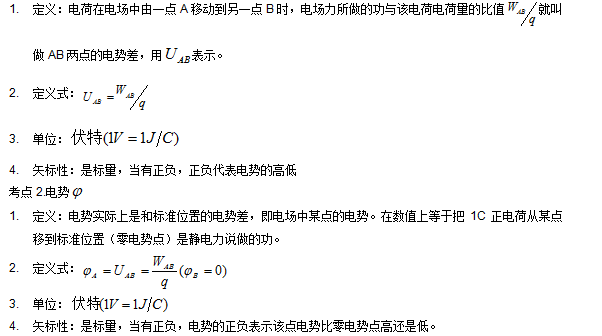 1. 定义：电荷在电场中由一点A移动到另一点B时，电场力所做的功与该电荷电荷量的比值 W_{AB}/q 就叫
做AB两点的电势差，用U_{AB}表示。
2. 定义式：U_{AB}=W_{AB}/q
3. 单位：伏特(1V=1J/C)
4. 矢标性：是标量，当有正负，正负代表电势的高低
考点2.电势φ
1. 定义：电势实际上是和标准位置的电势差，即电场中某点的电势。在数值上等于把 1C 正电荷从某点
移到标准位置（零电势点）是静电力说做的功。
2. 定义式：φ_A=U_{AB}=W_{AB}/q(φ_B=0)
3. 单位：伏特(1V=1J/C)
4. 矢标性：是标量，当有正负，电势的正负表示该点电势比零电势点高还是低。